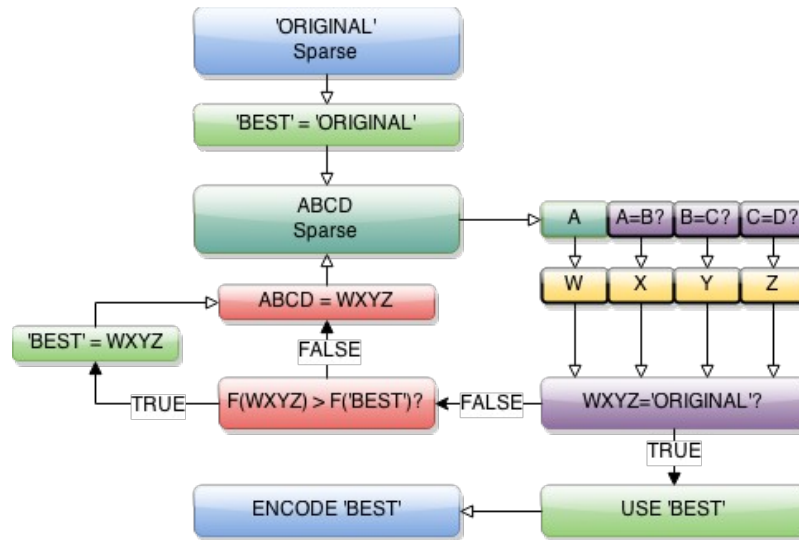 'ORIGINAL'
Sparse
'BEST' = 'ORIGINAL'
ABCD
Sparse
A
A=B?
B=C?
C=D?
W
X
Y
Z
ABCD = WXYZ
'BEST' = WXYZ
FALSE
F(WXYZ) > F('BEST')?
TRUE
FALSE
WXYZ='ORIGINAL'?
TRUE
ENCODE 'BEST'
USE 'BEST'